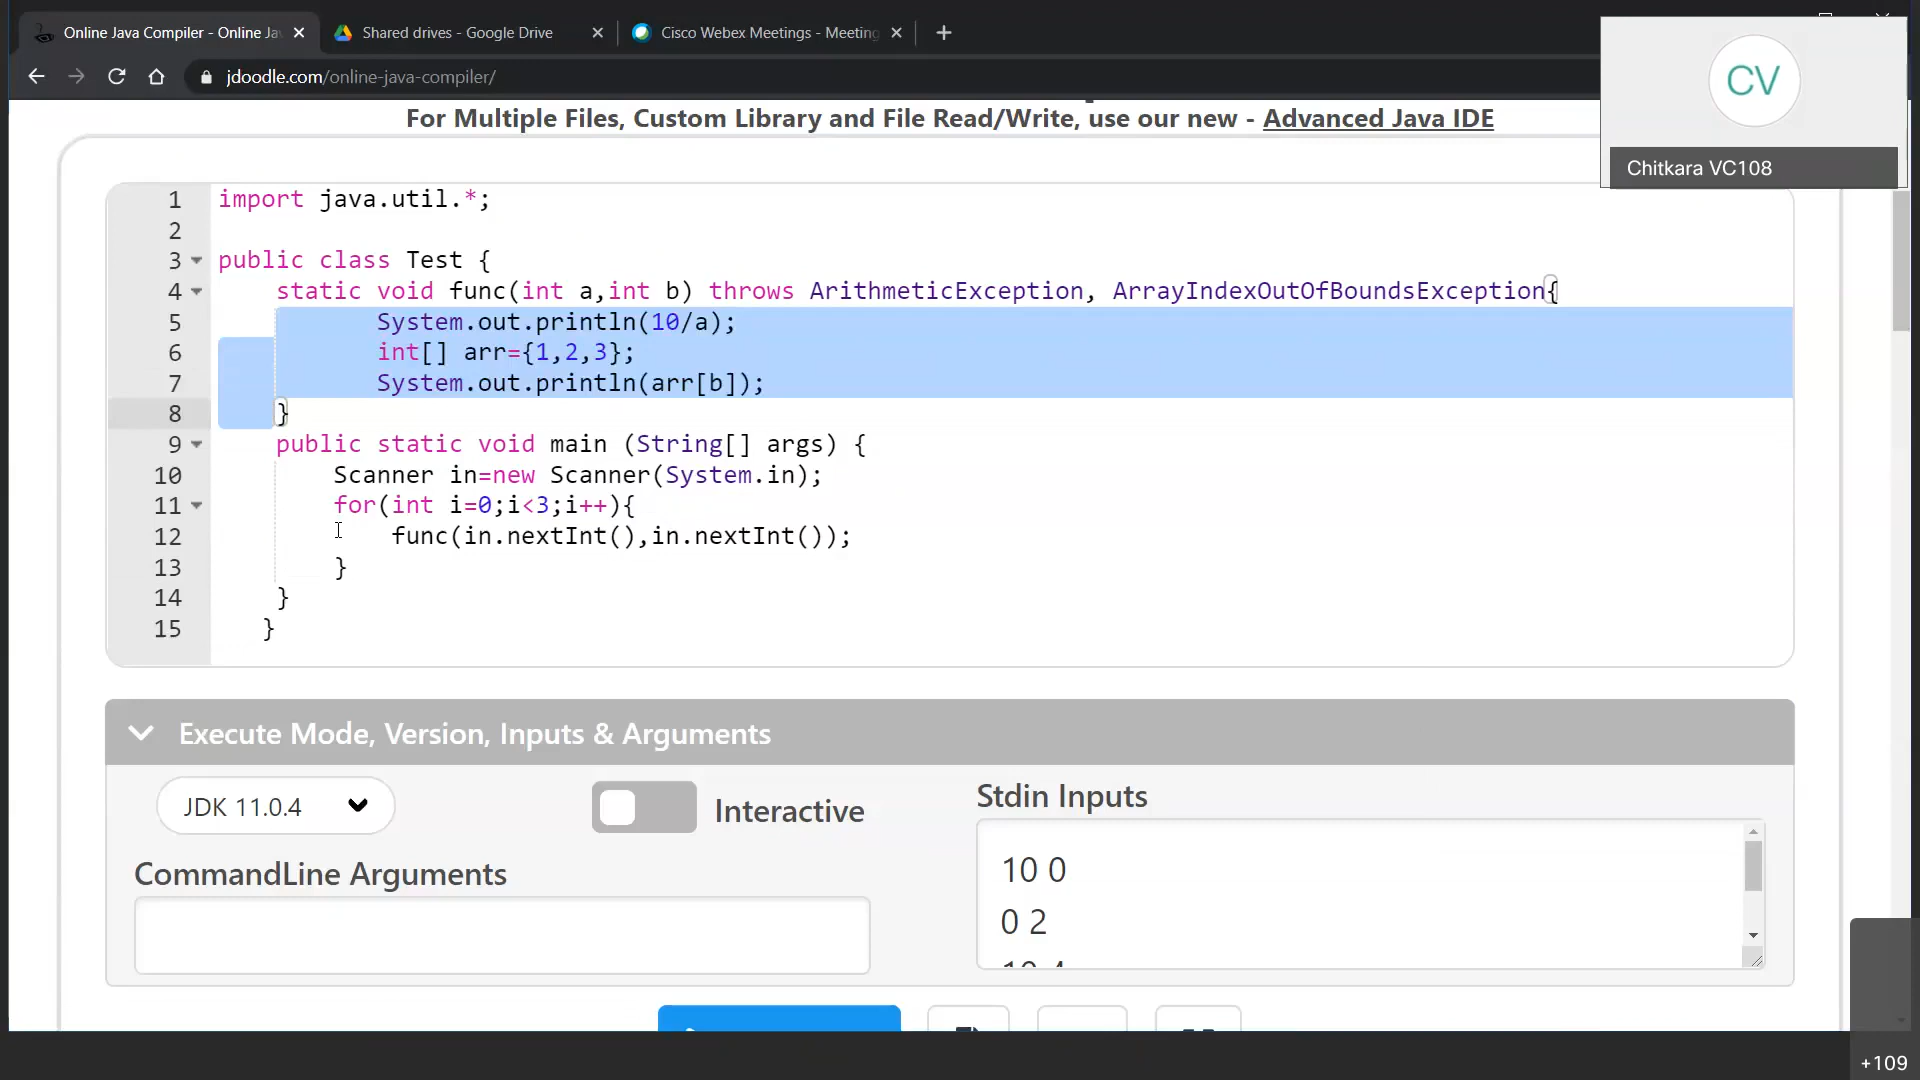 Online Java Compiler - Online Ja
Shared drives - Google Drive
Cisco Webex Meetings - Meeting
jdoodle.com/online-java-compiler/
CV
Chitkara VC108
For Multiple Files, Custom Library and File Read/Write, use our new - Advanced Java IDE
1 import java.util.*;
2
3 public class Test {
4 static void func(int a,int b) throws ArithmeticException, ArrayIndexOutOfBoundsException{
5 System.out.println(10/a);
6 int[] arr={1,2,3};
7 System.out.println(arr[b]);
8 }
9 public static void main (String[] args) {
10 Scanner in=new Scanner(System.in);
11 for(int i=0;i<3;i++){
12 func(in.nextInt(),in.nextInt());
13 }
14 }
15 }
Execute Mode, Version, Inputs & Arguments
JDK 11.0.4
Interactive
Stdin Inputs
10 0
0 2
CommandLine Arguments
+109